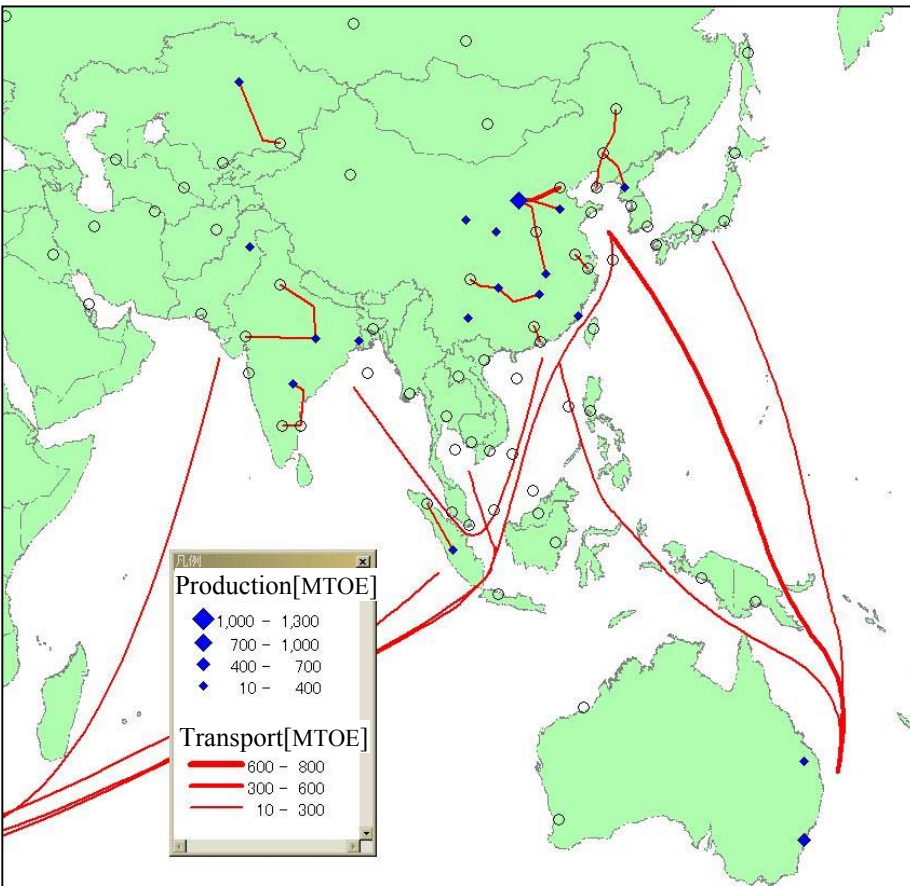 凡例
Production[MTOE]
1,000 - 1,300
700 - 1,000
400 - 700
10 - 400
Transport[MTOE]
600 - 800
300 - 600
10 - 300